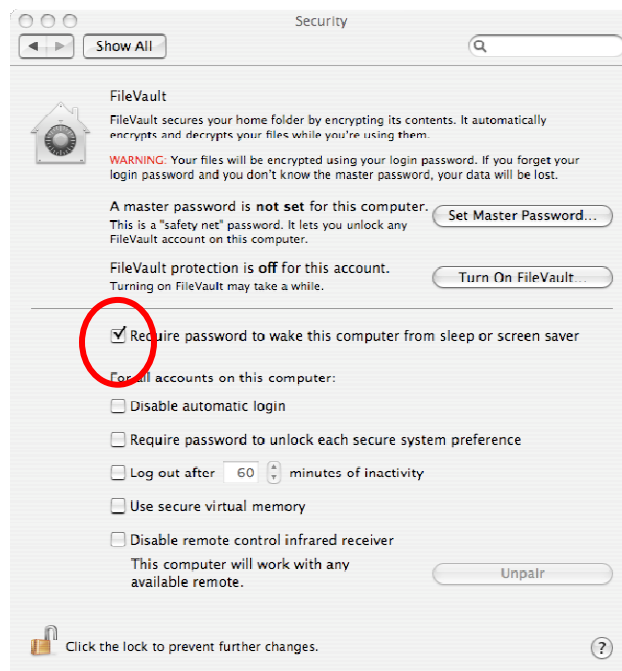 Security
Show All
FileVault
FileVault secures your home folder by encrypting its contents. It automatically
encrypts and decrypts your files while you're using them.
WARNING: Your files will be encrypted using your login password. If you forget your
login password and you don't know the master password, your data will be lost.
A master password is not set for this computer.
This is a "safety net" password. It lets you unlock any
FileVault account on this computer.
Set Master Password...
FileVault protection is off for this account.
Turning on FileVault may take a while.
Turn On FileVault...
Require password to wake this computer from sleep or screen saver
For all accounts on this computer:
Disable automatic login
Require password to unlock each secure system preference
Log out after 60 minutes of inactivity
Use secure virtual memory
Disable remote control infrared receiver
This computer will work with any
available remote.
Unpair
Click the lock to prevent further changes.
?